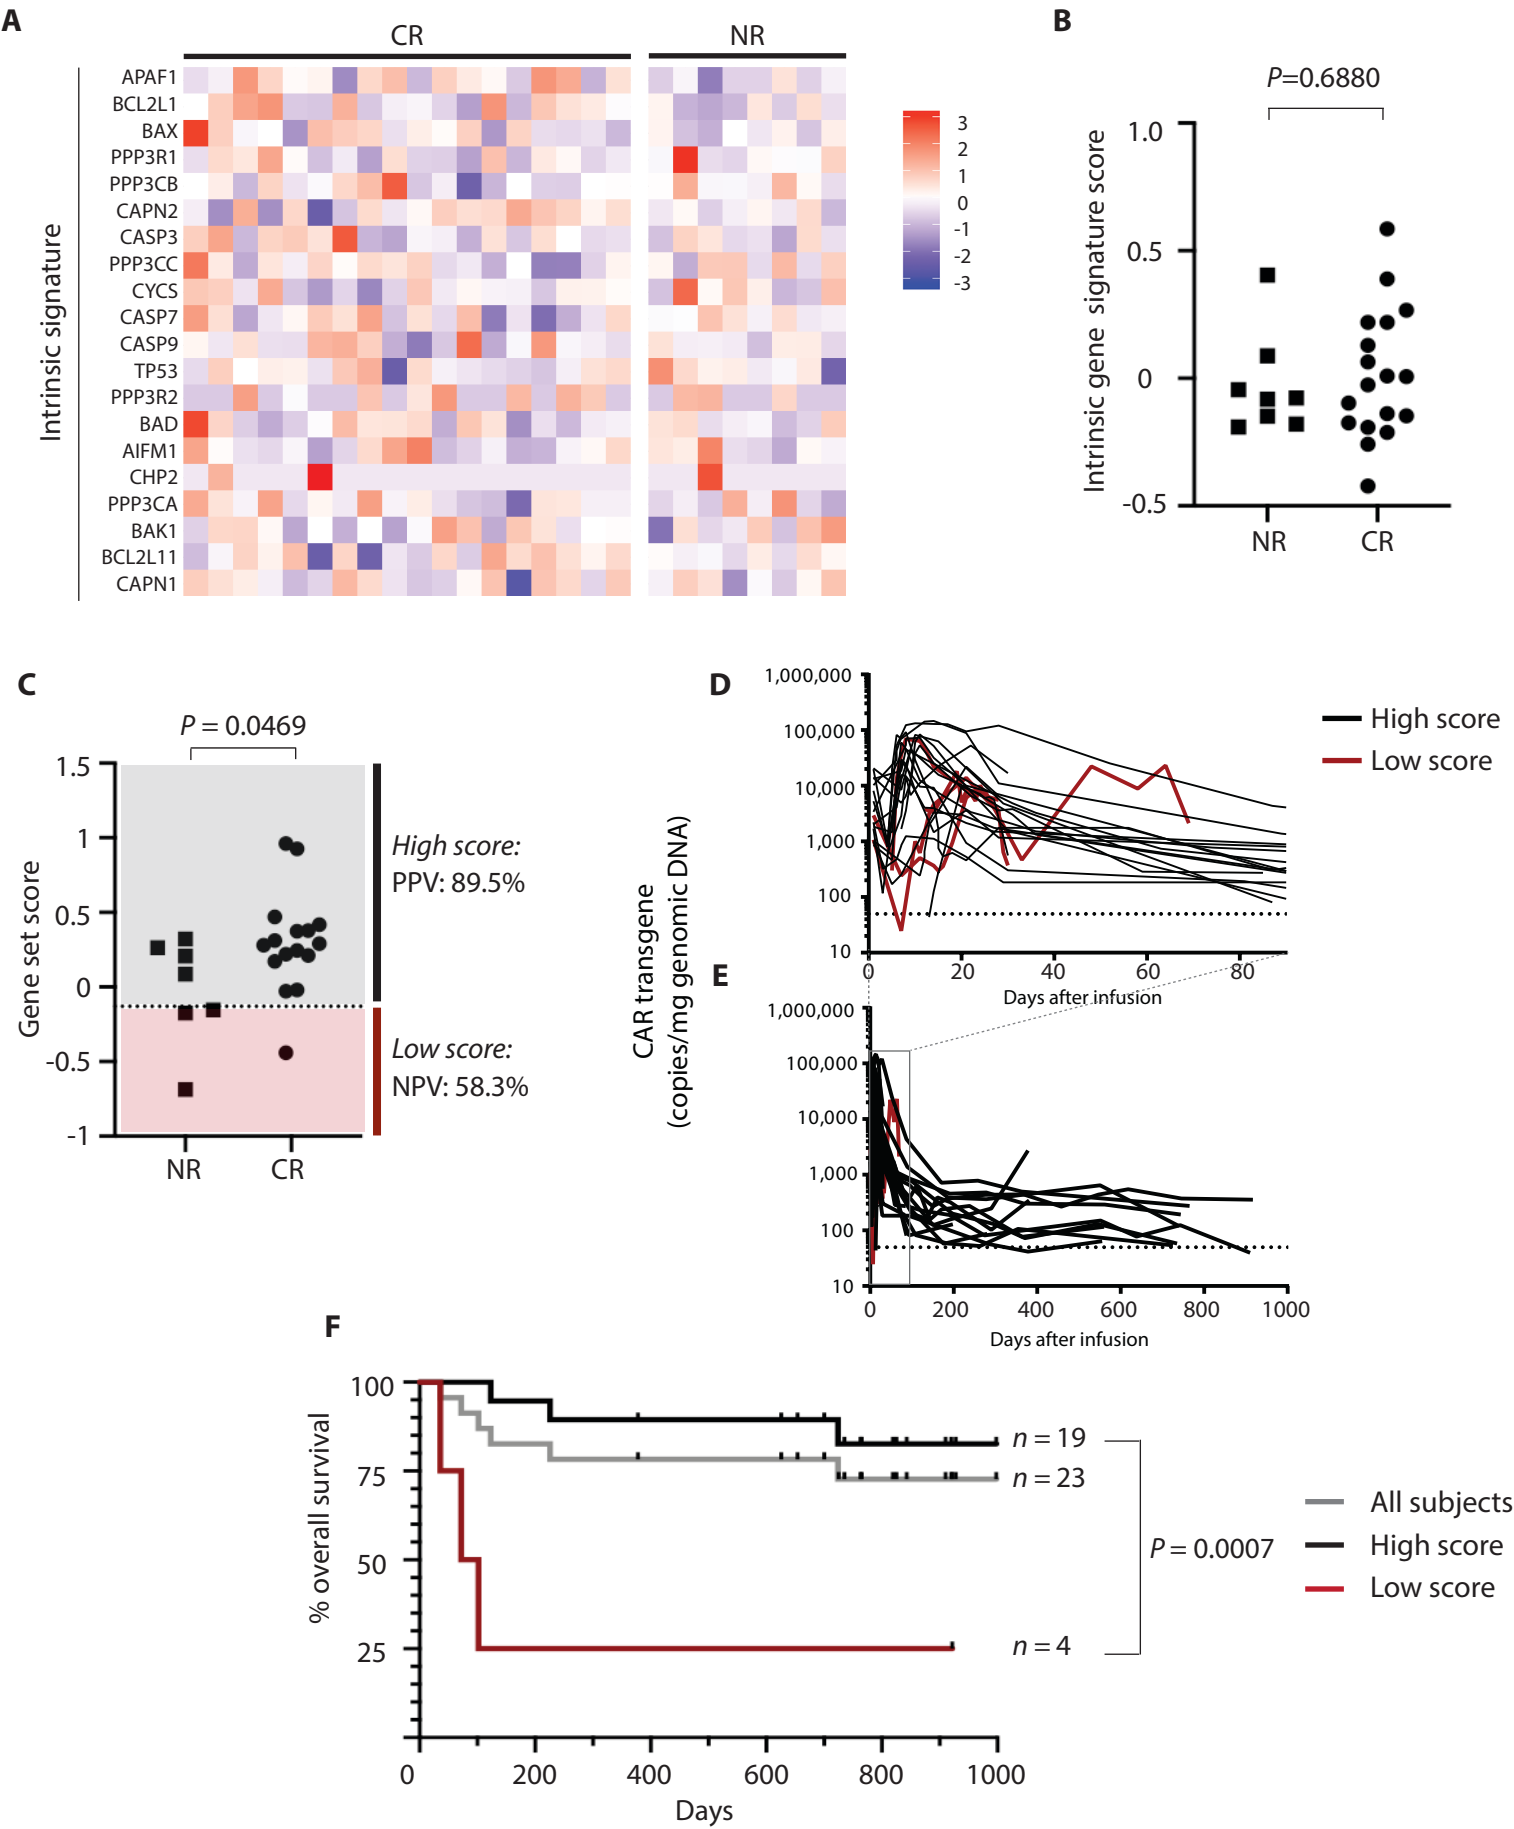 A
CR
NR
Intrinsic signature
APAF1
BCL2L1
BAX
PPP3R1
PPP3CB
CAPN2
CASP3
PPP3CC
CYCS
CASP7
CASP9
TP53
PPP3R2
BAD
AIFM1
CHP2
PPP3CA
BAK1
BCL2L11
CAPN1
3
2
1
0
-1
-2
-3
B
P=0.6880
Intrinsic gene signature score
1.0
0.5
0
-0.5
NR
CR
C
P = 0.0469
Gene set score
1.5
1
0.5
0
-0.5
-1
NR
CR
High score:
PPV: 89.5%
Low score:
NPV: 58.3%
D
1,000,000
100,000
10,000
1,000
100
10
0
20
40
60
80
Days after infusion
High score
Low score
CAR transgene
(copies/mg genomic DNA)
E
1,000,000
100,000
10,000
1,000
100
10
0
200
400
600
800
1000
Days after infusion
F
% overall survival
100
75
50
25
0
200
400
600
800
1000
Days
n = 19
n = 23
n = 4
P = 0.0007
All subjects
High score
Low score